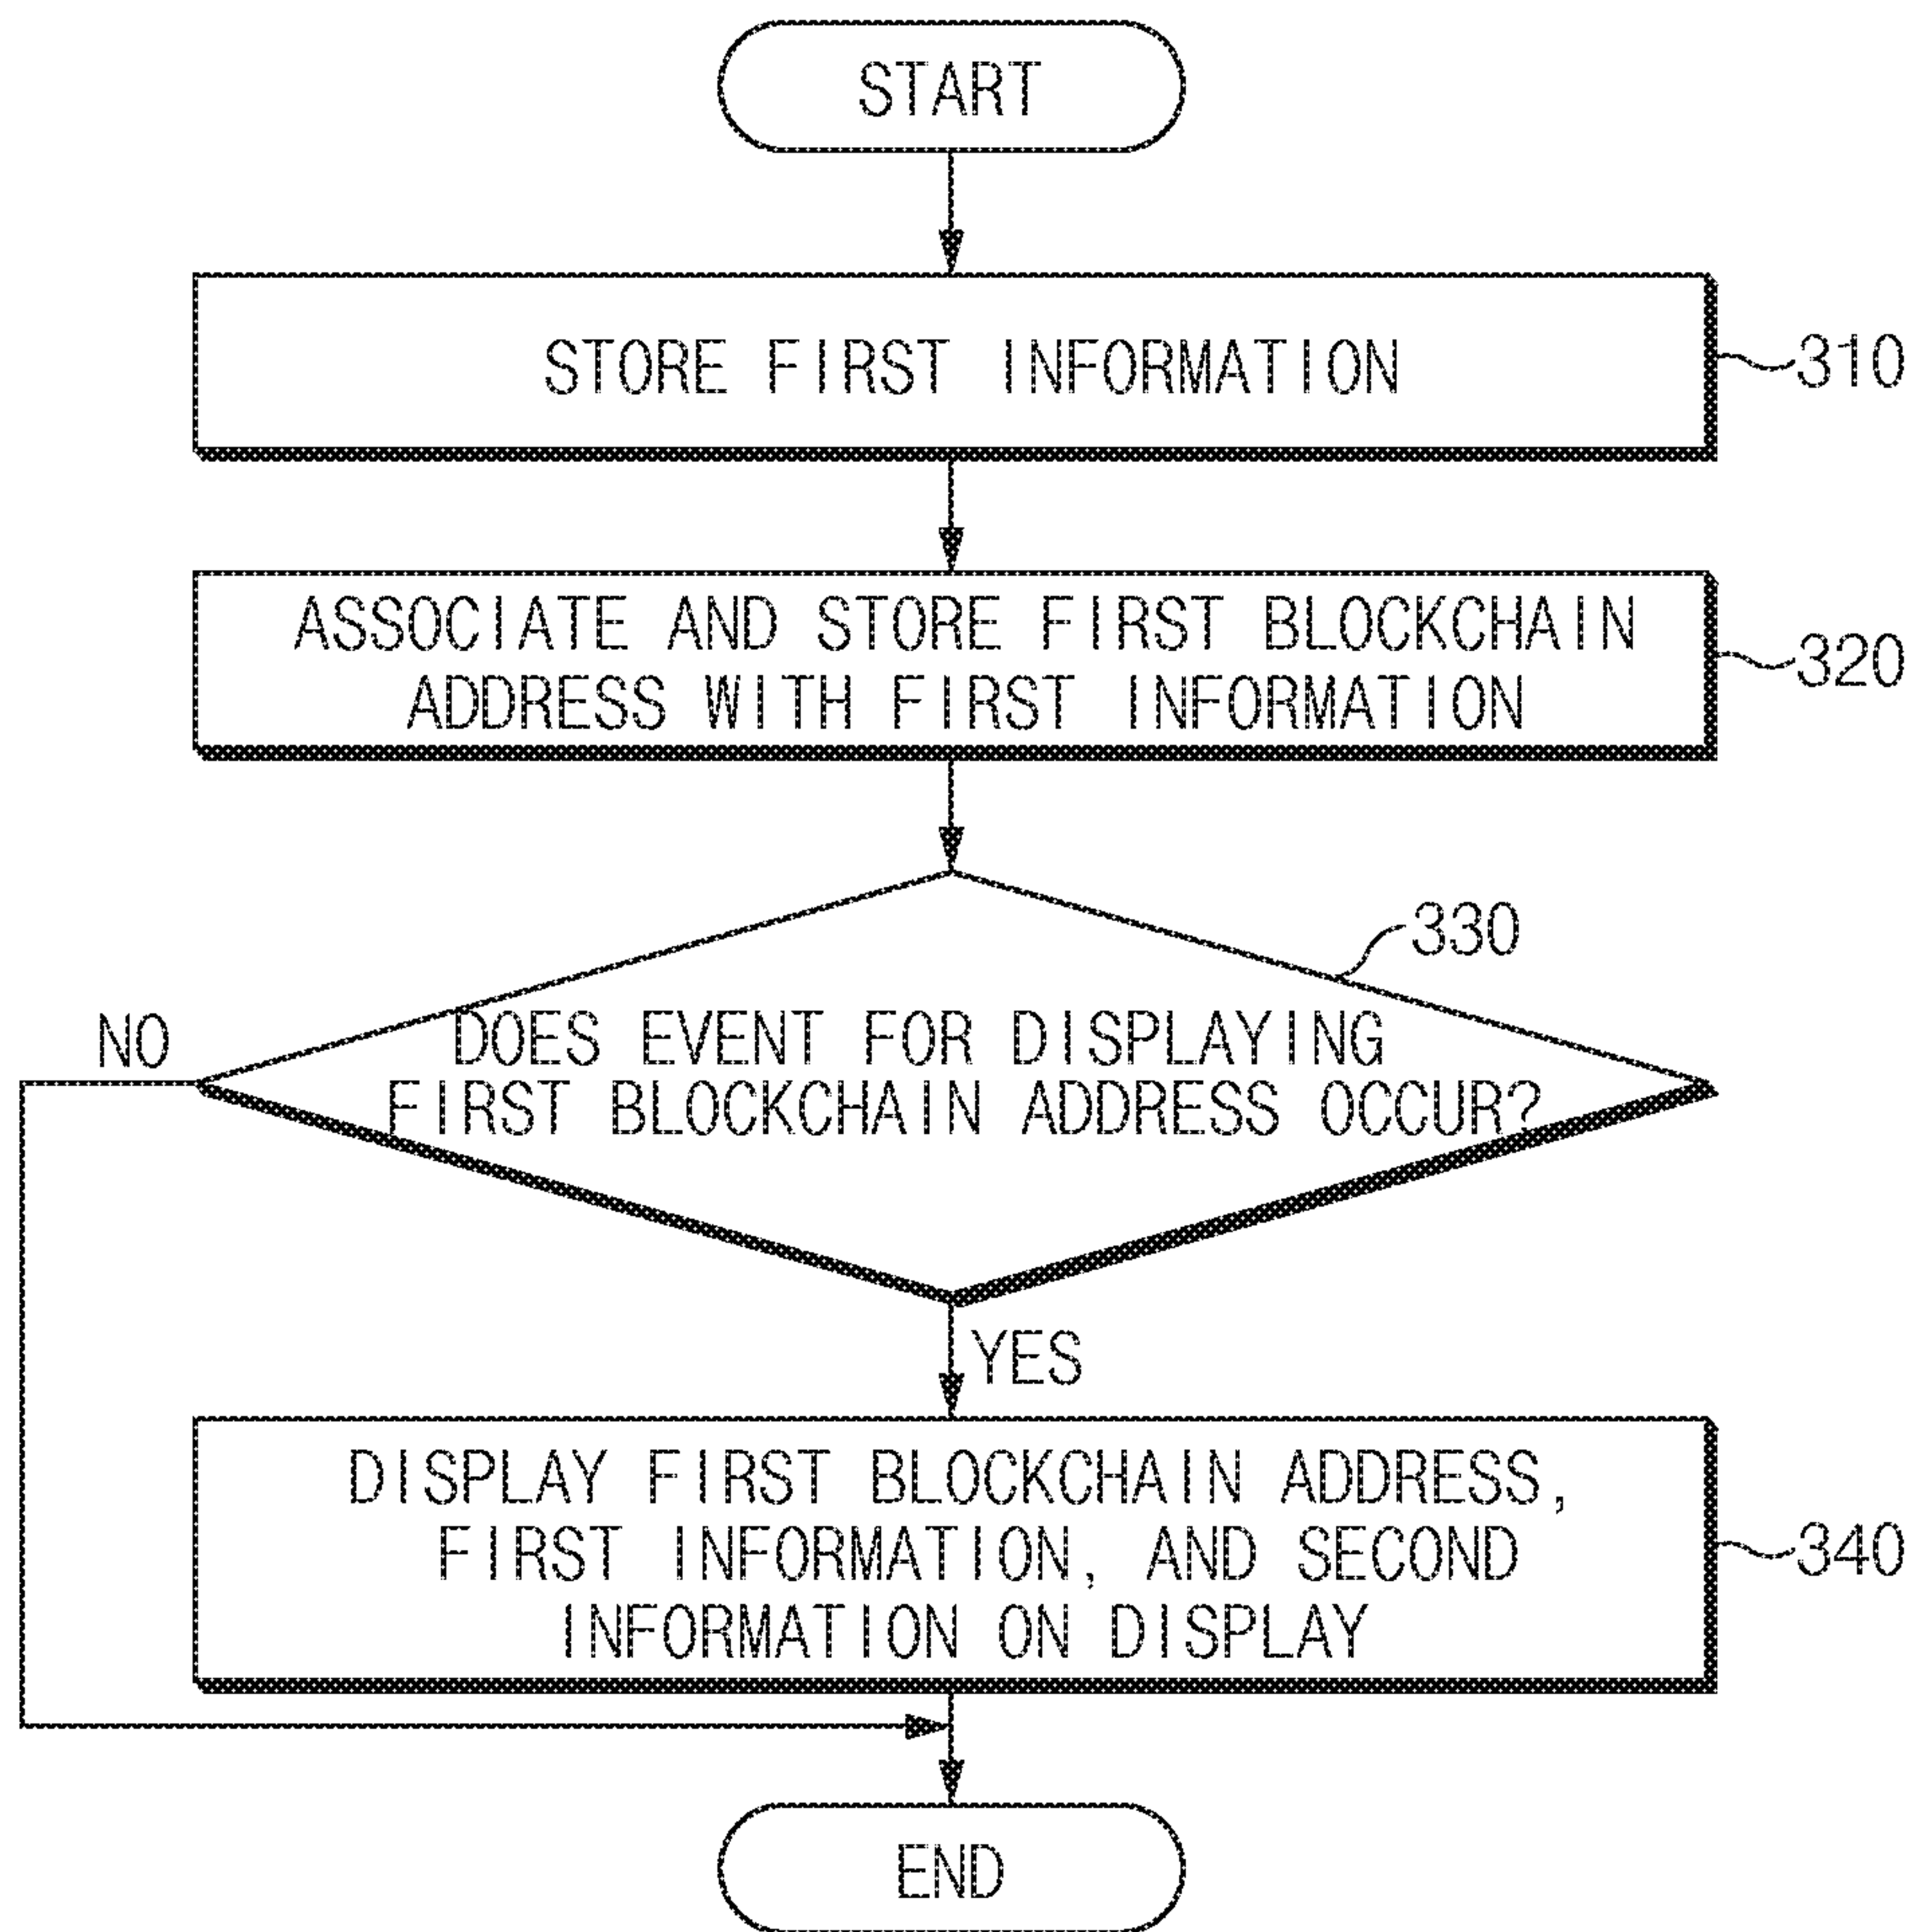 START
STORE FIRST INFORMATION
310
ASSOCIATE AND STORE FIRST BLOCKCHAIN
ADDRESS WITH FIRST INFORMATION
320
330
NO
DOES EVENT FOR DISPLAYING
FIRST BLOCKCHAIN ADDRESS OCCUR?
YES
DISPLAY FIRST BLOCKCHAIN ADDRESS,
FIRST INFORMATION, AND SECOND
INFORMATION ON DISPLAY
340
END